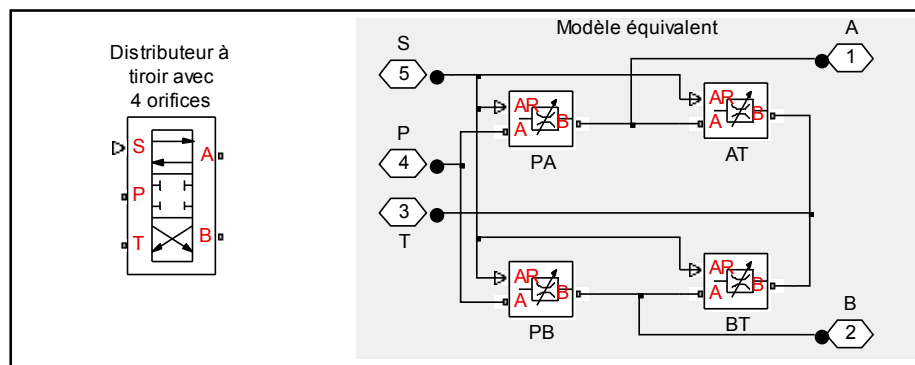 Distributeur à
tiroir avec
4 orifices
S
A
P
T
B
Modèle équivalent
S
5
A
1
P
4
3
T
AR
A
B
PA
AR
A
B
AT
AR
A
B
PB
AR
A
B
BT
B
2